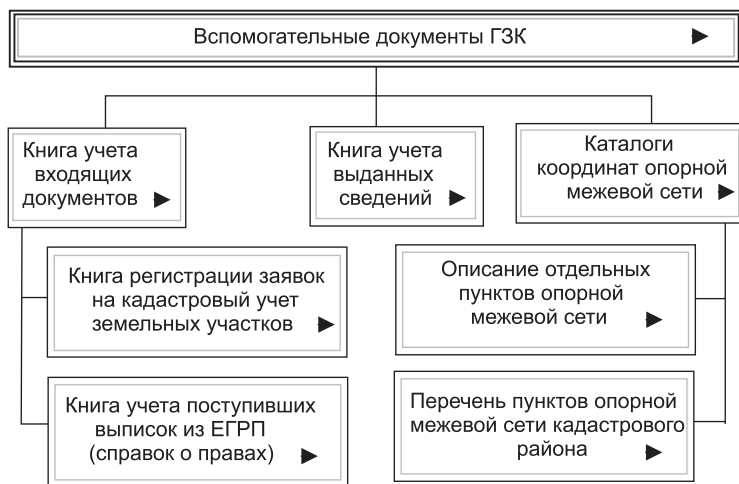 Вспомогательные документы ГЗК
Книга учета
входящих
документов
Книга учета
выданных
сведений
Каталоги
координат опорной
межевой сети
Книга регистрации заявок
на кадастровый учет
земельных участков
Описание отдельных
пунктов опорной
межевой сети
Книга учета поступивших
выписок из ЕГРП
(справок о правах)
Перечень пунктов опорной
межевой сети кадастрового
района